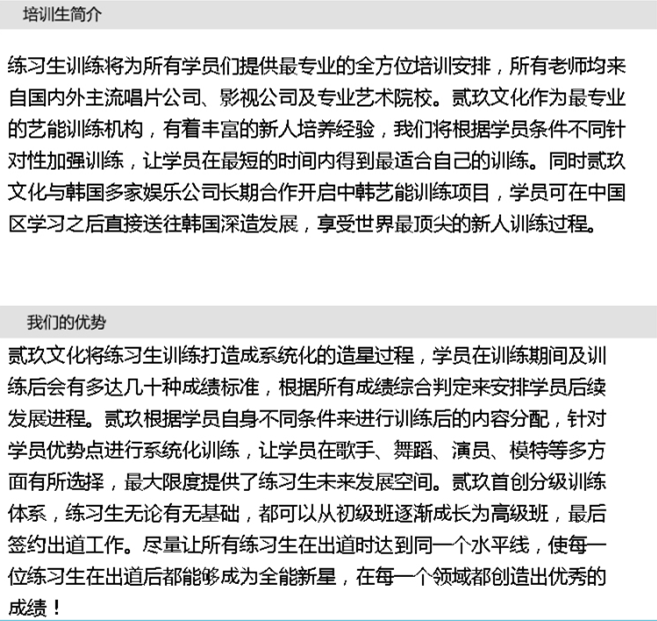 培训生简介
练习生训练将为所有学员们提供最专业的全方位培训安排，所有老师均来
自国内外主流唱片公司、影视公司及专业艺术院校。贰玖文化作为最专业
的艺能训练机构，有着丰富的新人培养经验，我们将根据学员条件不同针
对性加强训练，让学员在最短的时间内得到最适合自己的训练。同时贰玖
文化与韩国多家娱乐公司长期合作开启中韩艺能训练项目，学员可在中国
区学习之后直接送往韩国深造发展，享受世界最顶尖的新人训练过程。
我们的优势
贰玖文化将练习生训练打造成系统化的造星过程，学员在训练期间及训
练后会有多达几十种成绩标准，根据所有成绩综合判定来安排学员后续
发展进程。贰玖根据学员自身不同条件来进行训练后的内容分配，针对
学员优势点进行系统化训练，让学员在歌手、舞蹈、演员、模特等多方
面有所选择，最大限度提供了练习生未来发展空间。贰玖首创分级训练
体系，练习生无论有无基础，都可以从初级班逐渐成长为高级班，最后
签约出道工作。尽量让所有练习生在出道时达到同一个水平线，使每一
位练习生在出道后都能够成为全能新星，在每一个领域都创造出优秀的
成绩！